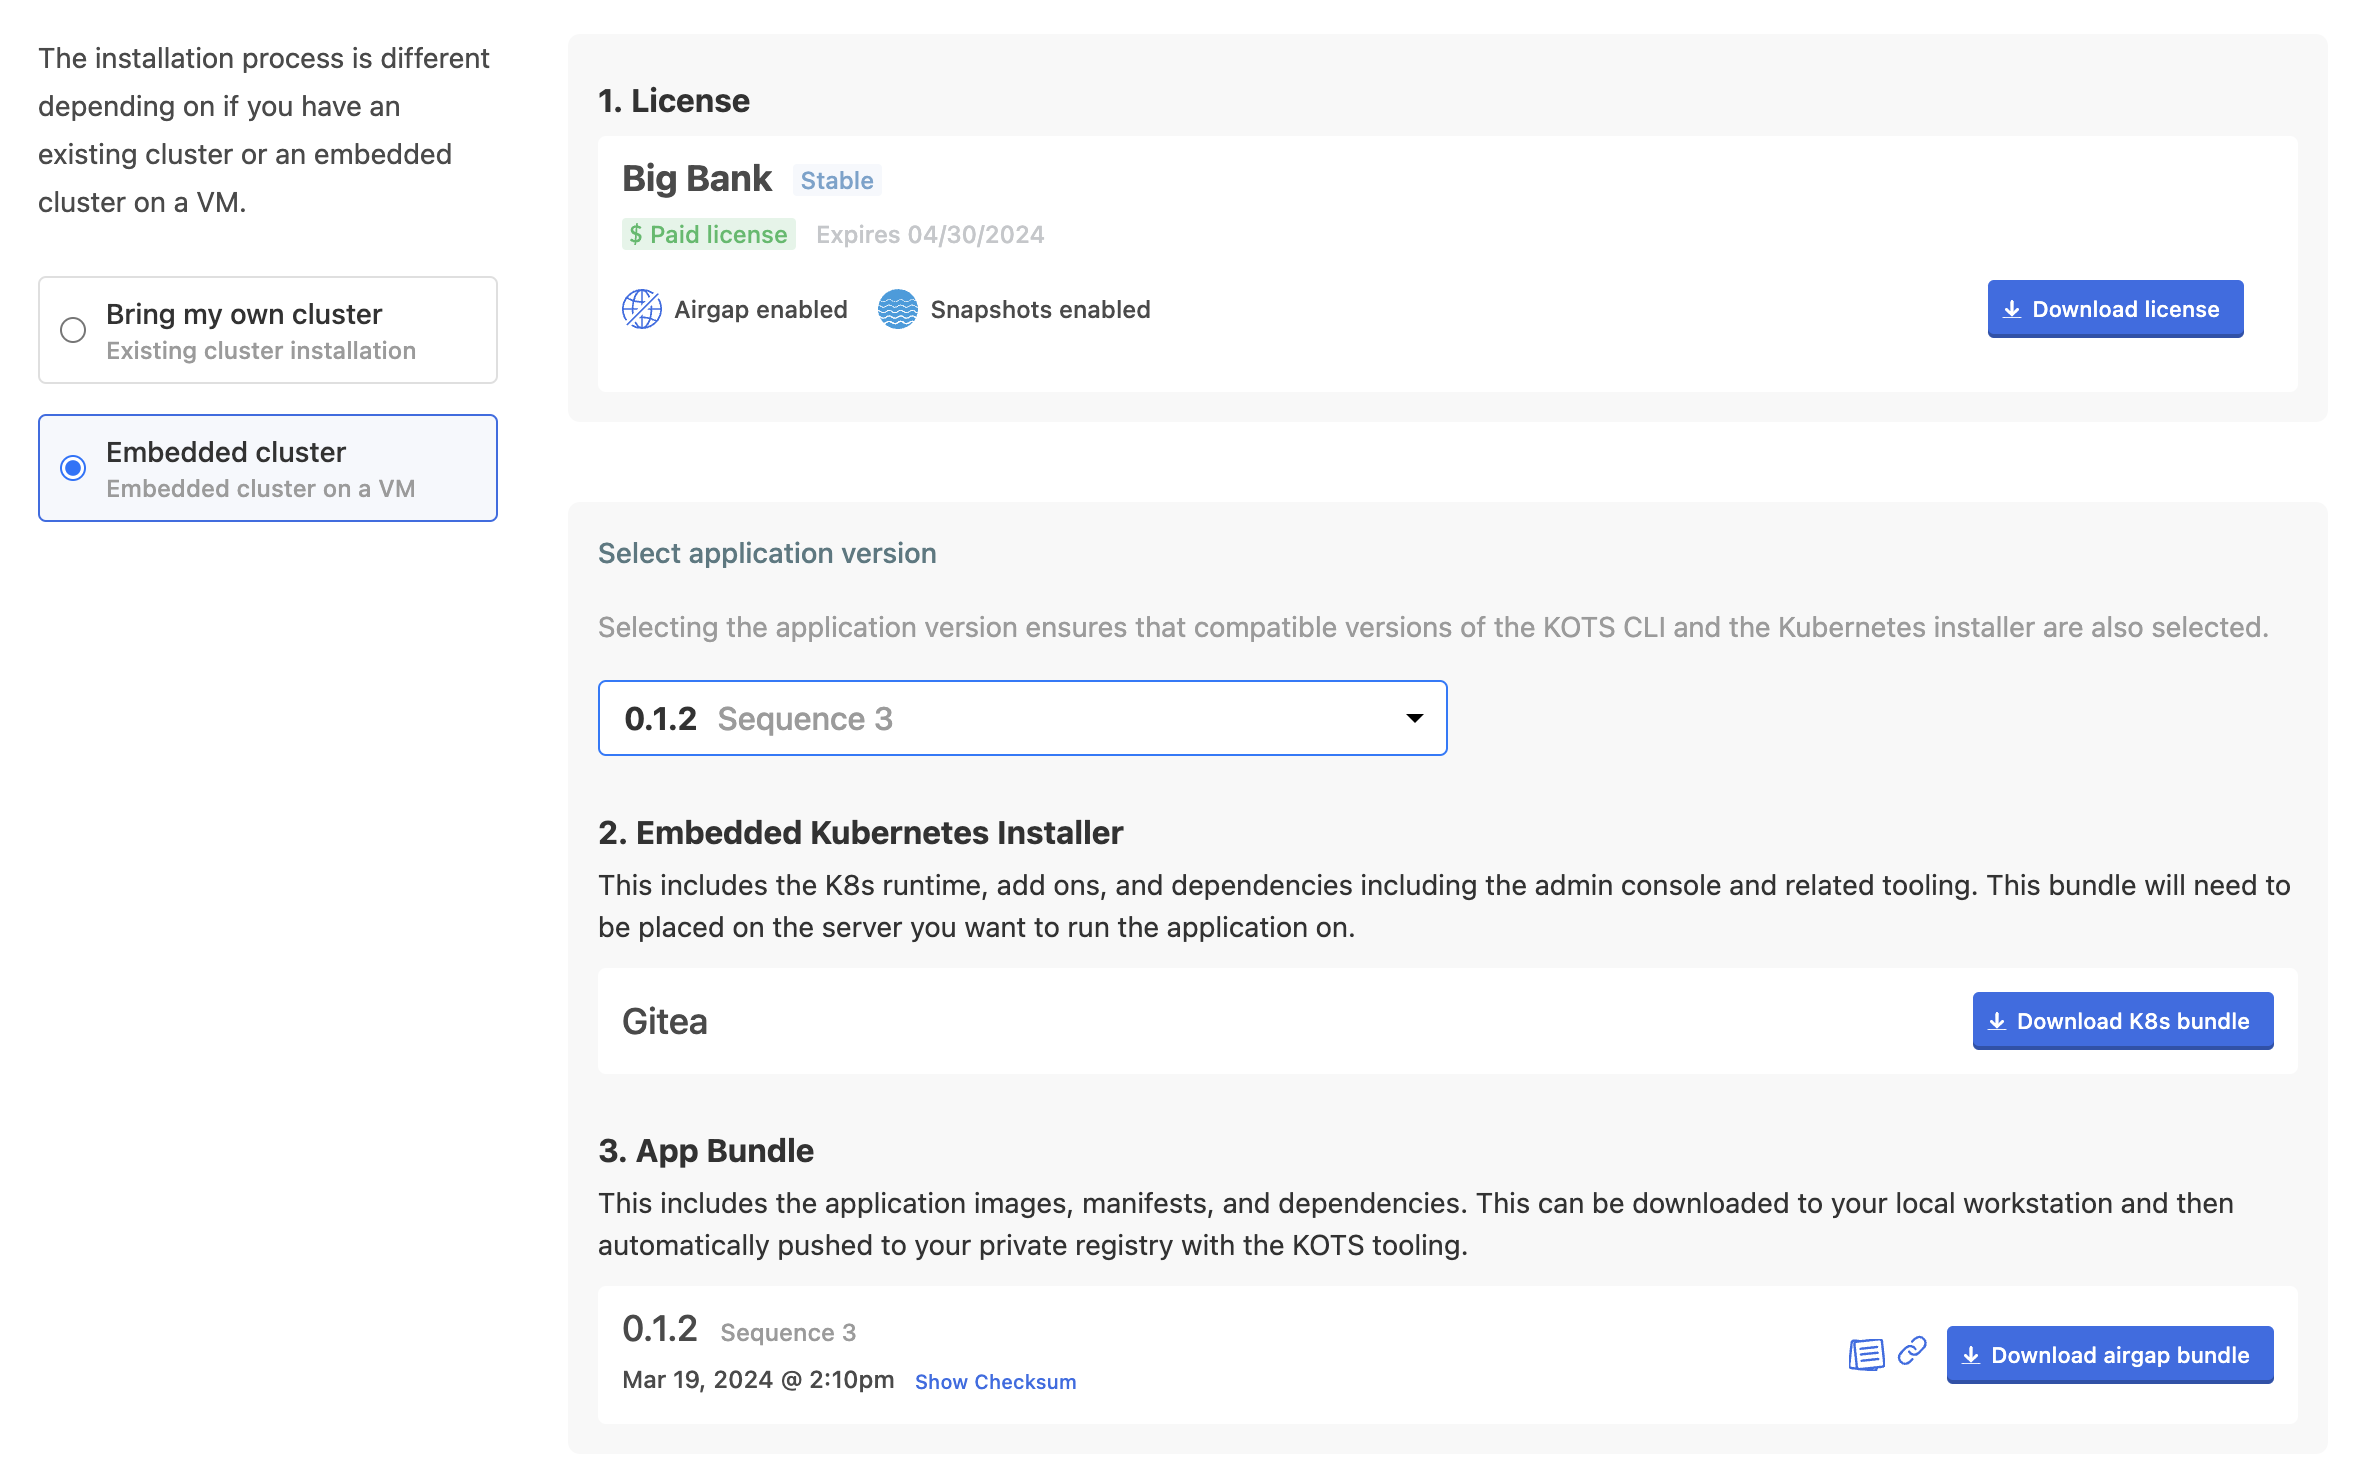 The installation process is different
depending on if you have an
existing cluster or an embedded
cluster on a VM.
Bring my own cluster
Existing cluster installation
Embedded cluster
Embedded cluster on a VM
1. License
Big Bank Stable
$ Paid license Expires 04/30/2024
Airgap enabled Snapshots enabled
Download license
Select application version
Selecting the application version ensures that compatible versions of the KOTS CLI and the Kubernetes installer are also selected.
0.1.2 Sequence 3
2. Embedded Kubernetes Installer
This includes the K8s runtime, add ons, and dependencies including the admin console and related tooling. This bundle will need to
be placed on the server you want to run the application on.
Gitea
Download K8s bundle
3. App Bundle
This includes the application images, manifests, and dependencies. This can be downloaded to your local workstation and then
automatically pushed to your private registry with the KOTS tooling.
0.1.2 Sequence 3
Mar 19, 2024 @ 2:10pm Show Checksum
Download airgap bundle